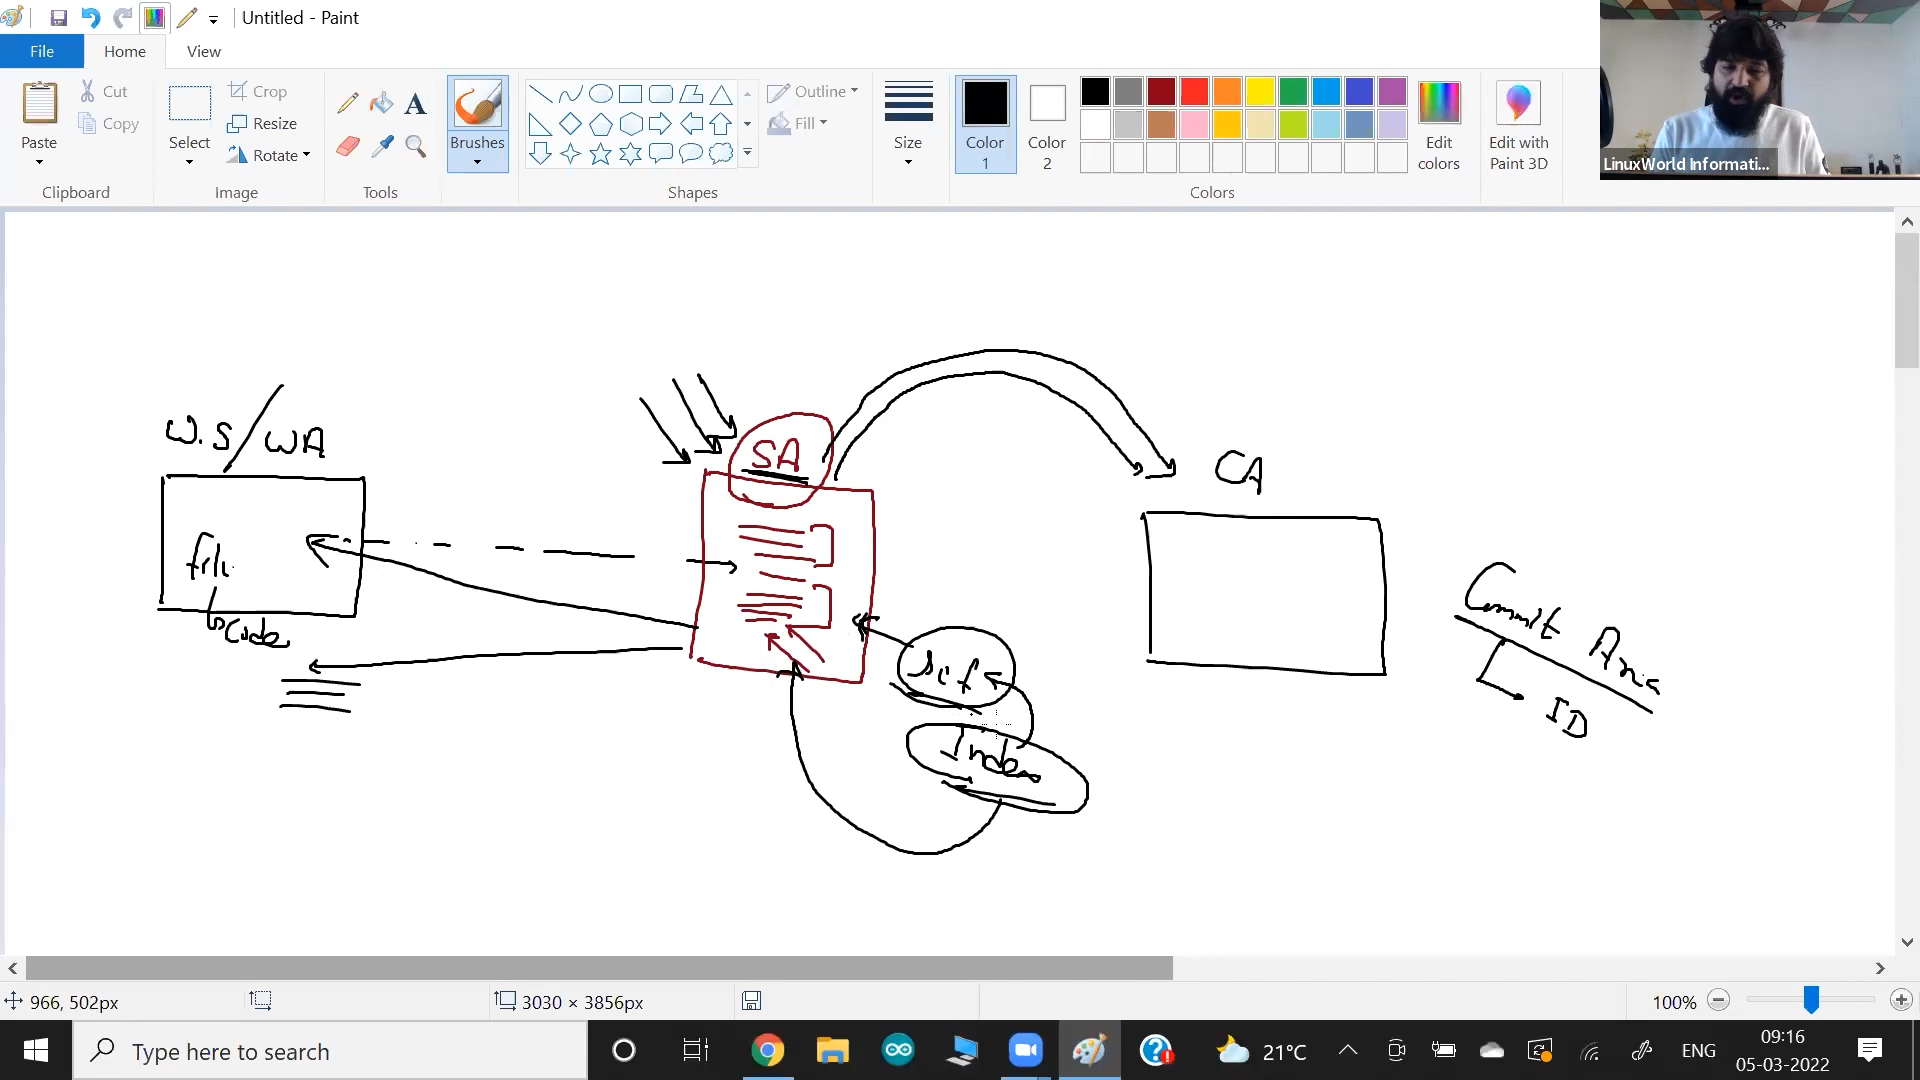 Untitled - Paint
File Home View
Paste
Cut
Copy
Clipboard
Select
Crop
Resize
Rotate
Image
Tools
Brushes
Shapes
Outline
Fill
Size
Color 1
Color 2
Edit colors
Colors
Edit with Paint 3D
LinuxWorld Informati...
W.S/WA
SA
CA
Code
Index
Commit Area
ID
966, 502px
3030 × 3856px
100%
Type here to search
21°C
ENG
09:16
05-03-2022